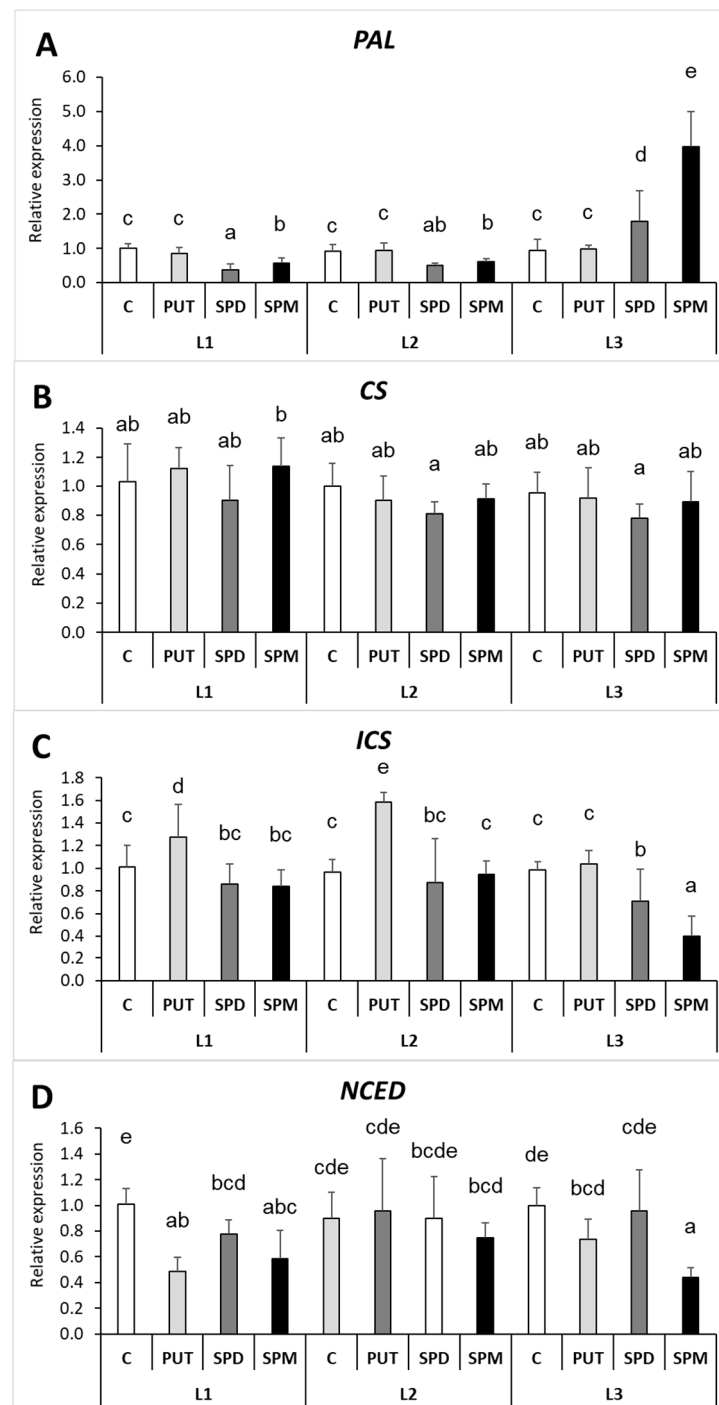 A
PAL
Relative expression
6.0
5.0
4.0
3.0
2.0
1.0
0.0
c c a b c c ab b c c d e
C PUT SPD SPM C PUT SPD SPM C PUT SPD SPM
L1 L2 L3
B
CS
Relative expression
1.4
1.2
1.0
0.8
0.6
0.4
0.2
0.0
ab ab ab b ab ab a ab ab ab a ab
C PUT SPD SPM C PUT SPD SPM C PUT SPD SPM
L1 L2 L3
C
ICS
Relative expression
1.8
1.6
1.4
1.2
1.0
0.8
0.6
0.4
0.2
0.0
c d bc bc c e bc c c c b a
C PUT SPD SPM C PUT SPD SPM C PUT SPD SPM
L1 L2 L3
D
NCED
Relative expression
1.6
1.4
1.2
1.0
0.8
0.6
0.4
0.2
0.0
e ab bcd abc cde cde bcde bcd de bcd cde a
C PUT SPD SPM C PUT SPD SPM C PUT SPD SPM
L1 L2 L3